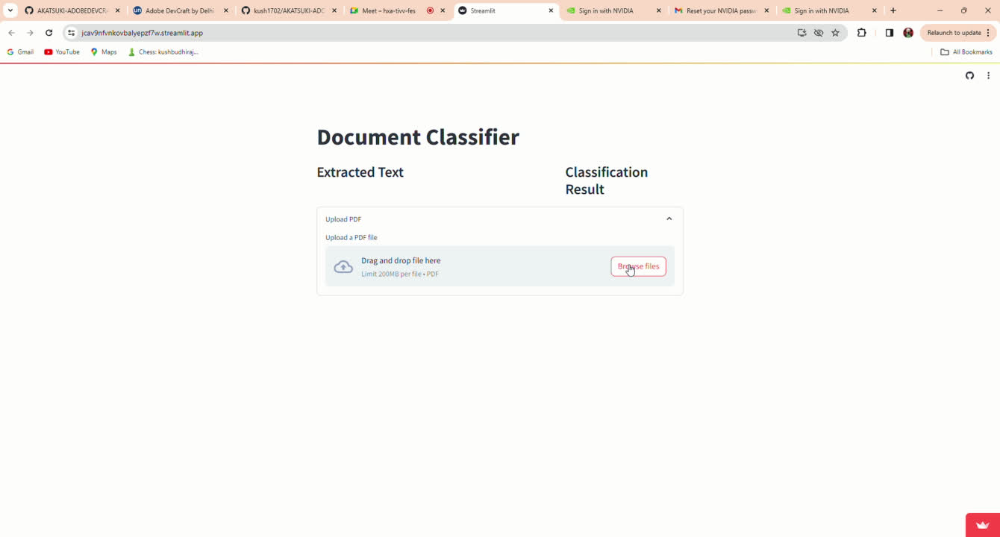 AKATSUKI-ADOBEDEVCR
Adobe DevCraft by Delhi
kush1702/AKATSUKI-ADO
Meet – hxa-tivv-fes
Streamlit
Sign in with NVIDIA
Reset your NVIDIA passw
Sign in with NVIDIA
jcav9nfvnkovbalyepzf7w.streamlit.app
Relaunch to update
Gmail
YouTube
Maps
Chess: kushbudhiraj...
All Bookmarks
Document Classifier
Extracted Text
Classification
Result
Upload PDF
Upload a PDF file
Drag and drop file here
Limit 200MB per file • PDF
Browse files